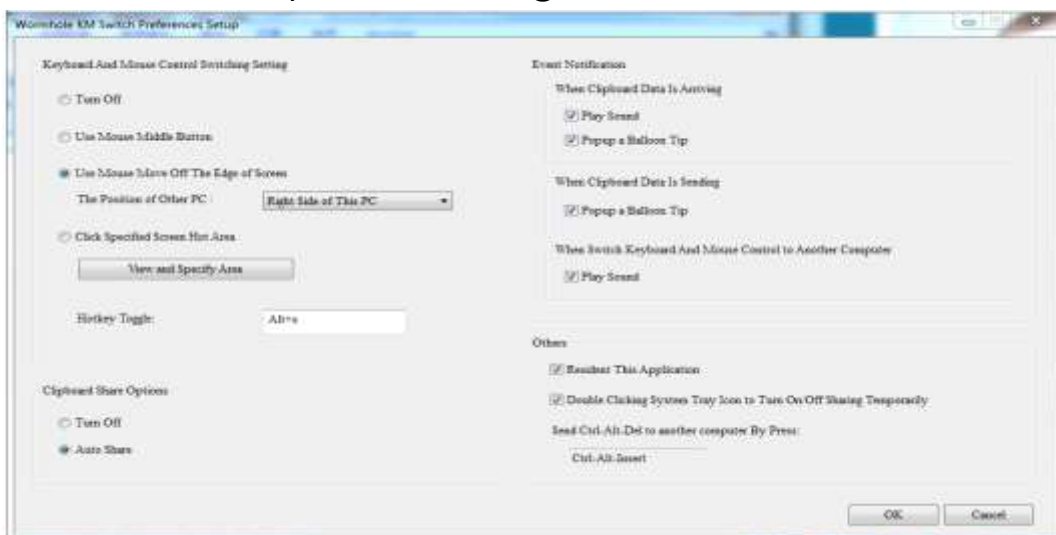 Wormhole KM Switch Preferences Setup
Keyboard And Mouse Control Switching Setting
Turn Off
Use Mouse Middle Button
Use Mouse Move Off The Edge of Screen
The Position of Other PC
Right Side of This PC
Click Specified Screen Hot Area
View and Specify Area
Hotkey Toggle:
Alt+s
Clipboard Share Options
Turn Off
Auto Share
Event Notification
When Clipboard Data Is Arriving
Play Sound
Popup a Balloon Tip
When Clipboard Data Is Sending
Popup a Balloon Tip
When Switch Keyboard And Mouse Control to Another Computer
Play Sound
Others
Resident This Application
Double Clicking System Tray Icon to Turn On/Off Sharing Temporarily
Send Ctrl-Alt-Del to another computer By Press:
Ctrl-Alt-Insert
OK
Cancel